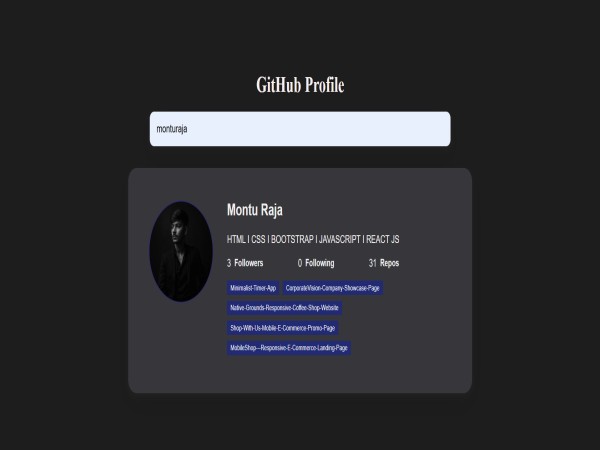 GitHub Profile
monturaja
Montu Raja
HTML I CSS I BOOTSTRAP I JAVASCRIPT I REACT JS
3 Followers 0 Following 31 Repos
Minimalist-Timer-App CorporateVision-Company-Showcase-Page
Native-Grounds-Responsive-Coffee-Shop-Website
Shop-With-Us-Mobile-E-Commerce-Promo-Page
MobileShop---Responsive-E-Commerce-Landing-Page